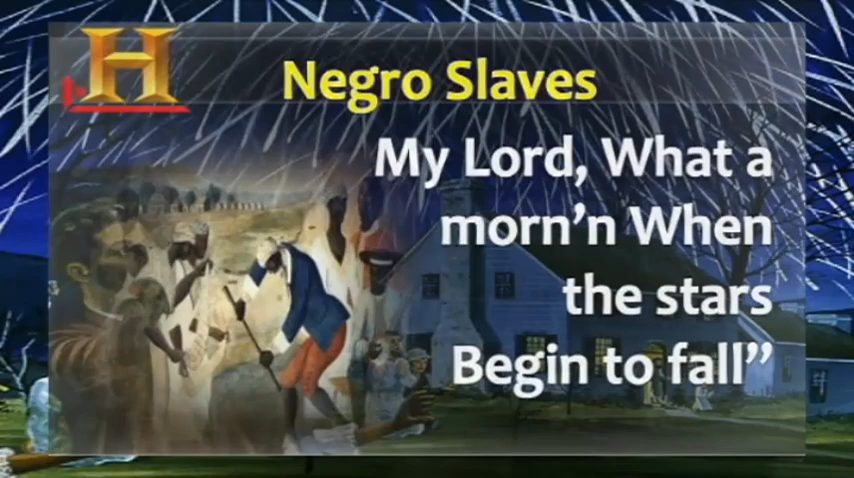 H
Negro Slaves
My Lord, What a
morn’n When
the stars
Begin to fall”